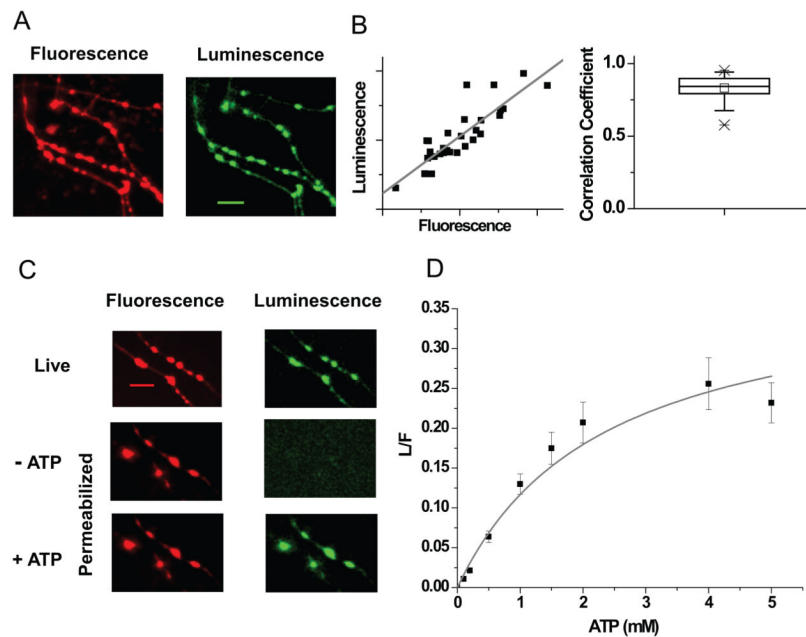 A
Fluorescence
Luminescence
B
Luminescence
Fluorescence
Correlation Coefficient
1.0
0.5
0.0
C
Fluorescence
Luminescence
Live
- ATP
+ ATP
Permeabilized
D
L/F
0.35
0.30
0.25
0.20
0.15
0.10
0.05
0.00
0 1 2 3 4 5
ATP (mM)